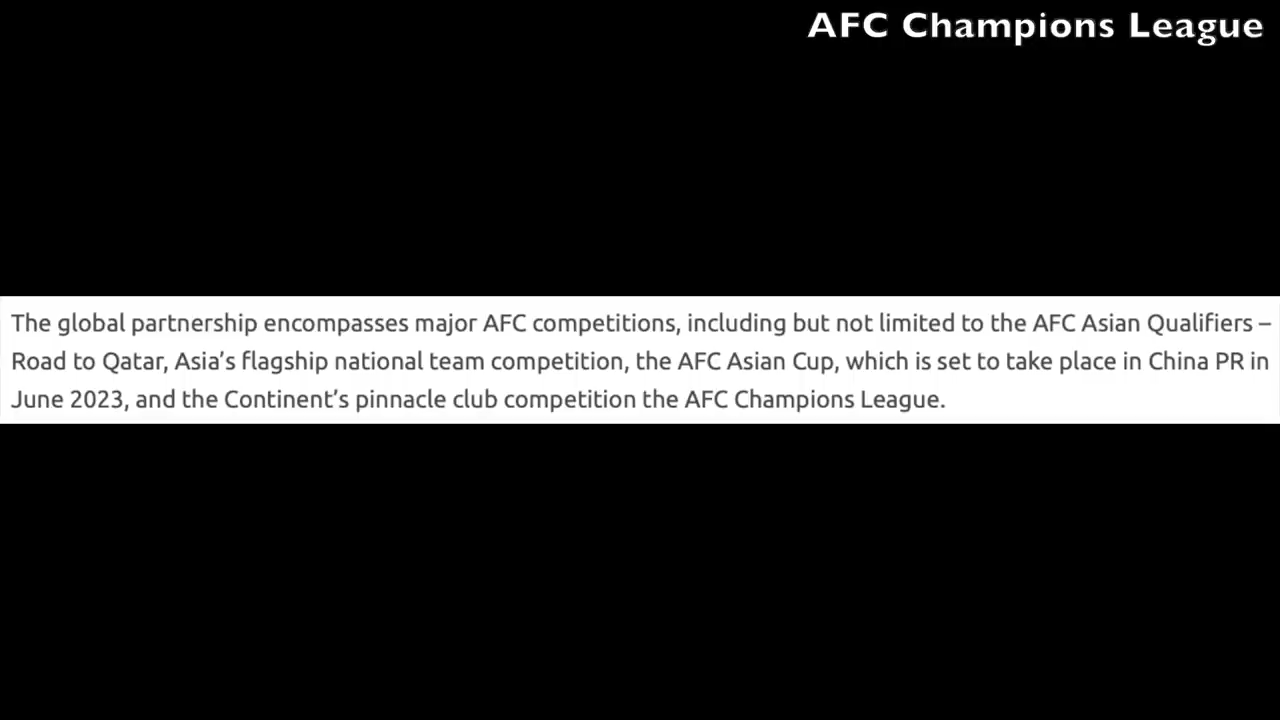 AFC Champions League
The global partnership encompasses major AFC competitions, including but not limited to the AFC Asian Qualifiers –
Road to Qatar, Asia’s flagship national team competition, the AFC Asian Cup, which is set to take place in China PR in
June 2023, and the Continent’s pinnacle club competition the AFC Champions League.